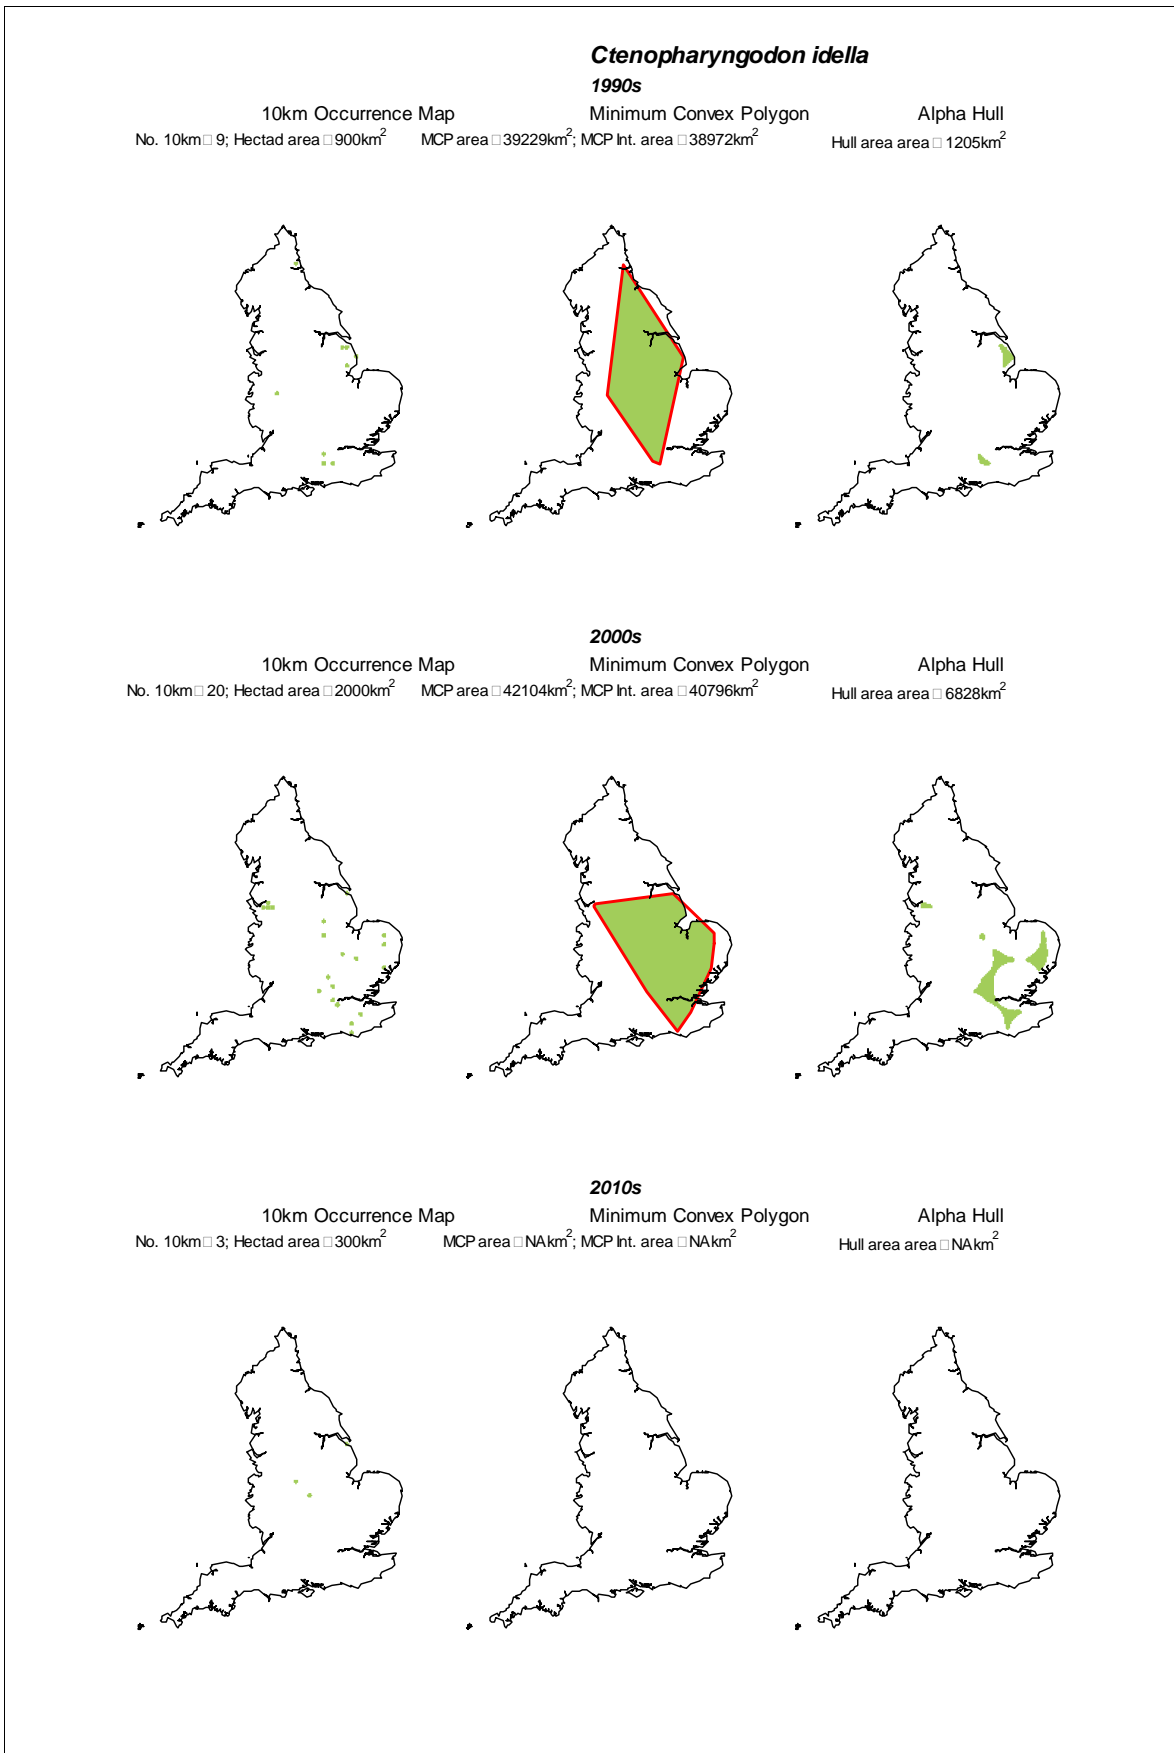 Ctenopharyngodon idella
1990s
10km Occurrence Map Minimum Convex Polygon Alpha Hull
No. 10km□9; Hectad area □900km² MCP area □39229km²; MCP Int. area □38972km² Hull area area □1205km²
2000s
10km Occurrence Map Minimum Convex Polygon Alpha Hull
No. 10km□20; Hectad area □2000km² MCP area □42104km²; MCP Int. area □40796km² Hull area area □6828km²
2010s
10km Occurrence Map Minimum Convex Polygon Alpha Hull
No. 10km□3; Hectad area □300km² MCP area □NAkm²; MCP Int. area □NAkm² Hull area area □NAkm²